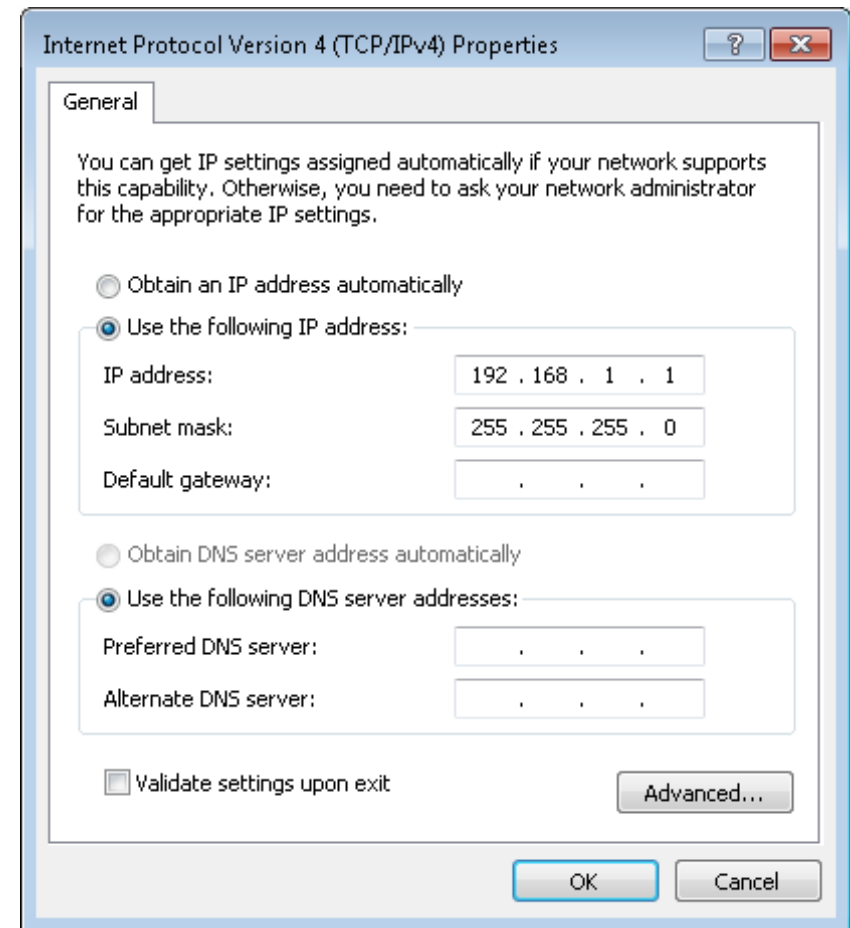 Internet Protocol Version 4 (TCP/IPv4) Properties
?
General
You can get IP settings assigned automatically if your network supports
this capability. Otherwise, you need to ask your network administrator
for the appropriate IP settings.
Obtain an IP address automatically
Use the following IP address:
IP address: 192 . 168 . 1 . 1
Subnet mask: 255 . 255 . 255 . 0
Default gateway: . . .
Obtain DNS server address automatically
Use the following DNS server addresses:
Preferred DNS server: . . .
Alternate DNS server: . . .
Validate settings upon exit
Advanced...
OK Cancel